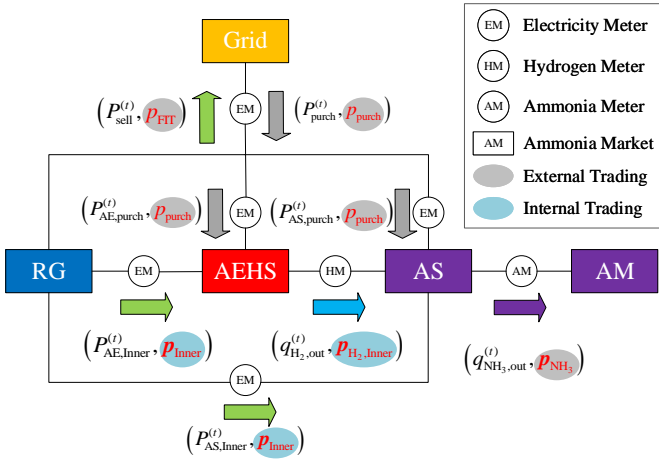 Grid
EM Electricity Meter
HM Hydrogen Meter
AM Ammonia Meter
AM Ammonia Market
External Trading
Internal Trading
(P_sell^(t), p_FIT)
EM
(P_purch^(t), p_purch)
(P_AE,purch^(t), p_purch)
EM
(P_AS,purch^(t), p_purch)
EM
RG
EM
AEHS
HM
AS
AM
AM
(P_AE,Inner^(t), p_Inner)
(q_H2,out^(t), p_H2,Inner)
(q_NH3,out^(t), p_NH3)
EM
(P_AS,Inner^(t), p_Inner)